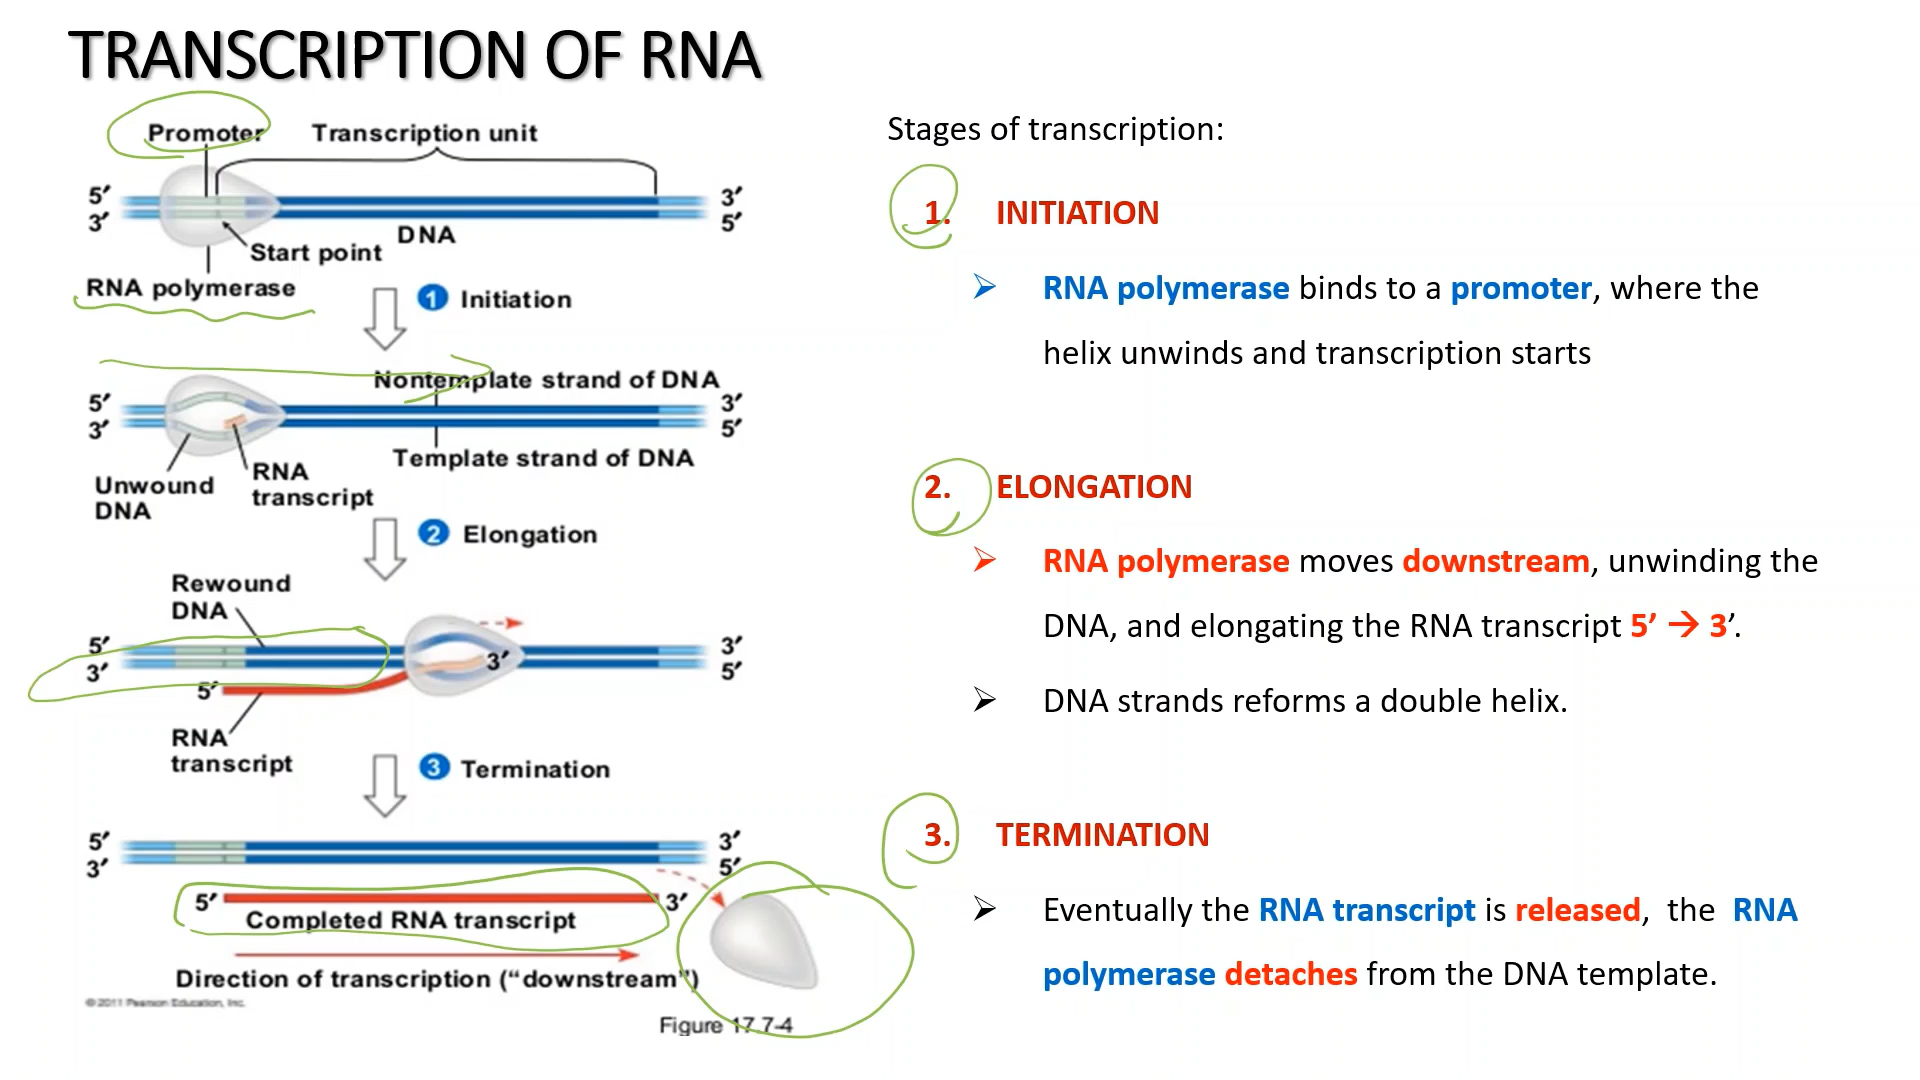 TRANSCRIPTION OF RNA
Promoter
Transcription unit
5′
3′
3′
5′
DNA
Start point
RNA polymerase
1 Initiation
Nontemplate strand of DNA
5′
3′
3′
5′
Template strand of DNA
Unwound
DNA
RNA
transcript
2 Elongation
Rewound
DNA
5′
3′
3′
5′
3′
5′
RNA
transcript
3 Termination
5′
3′
3′
5′
5′
3′
Completed RNA transcript
Direction of transcription (“downstream”)
© 2011 Pearson Education, Inc.
Figure 17.7-4
Stages of transcription:
1. INITIATION
RNA polymerase binds to a promoter, where the
helix unwinds and transcription starts
2. ELONGATION
RNA polymerase moves downstream, unwinding the
DNA, and elongating the RNA transcript 5’ → 3’.
DNA strands reforms a double helix.
3. TERMINATION
Eventually the RNA transcript is released, the RNA
polymerase detaches from the DNA template.